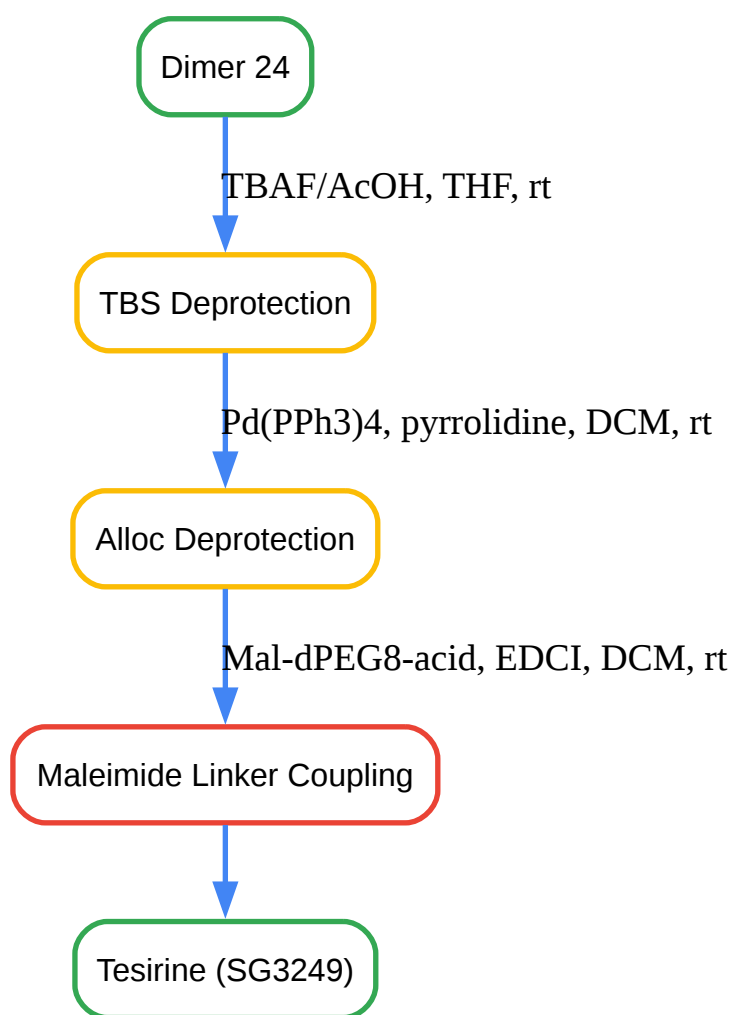 Dimer 24
TBAF/AcOH, THF, rt
TBS Deprotection
Pd(PPh3)4, pyrrolidine, DCM, rt
Alloc Deprotection
Mal-dPEG8-acid, EDCI, DCM, rt
Maleimide Linker Coupling
Tesirine (SG3249)